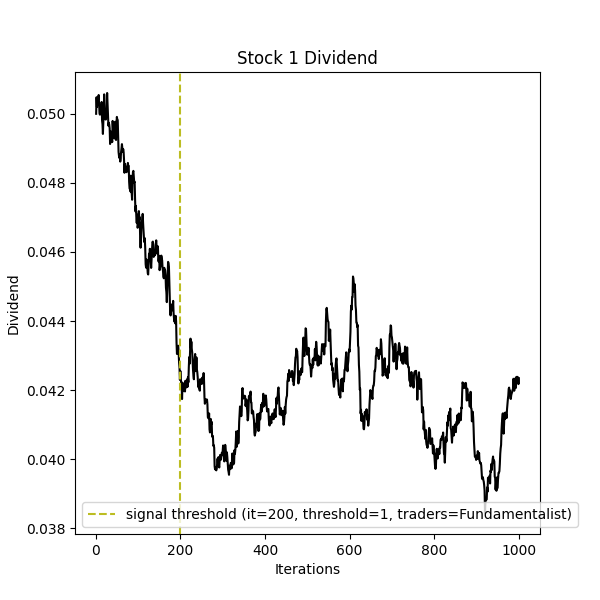 Stock 1 Dividend
0.050
0.048
0.046
0.044
0.042
0.040
0.038
Dividend
signal threshold (it=200, threshold=1, traders=Fundamentalist)
0 200 400 600 800 1000
Iterations